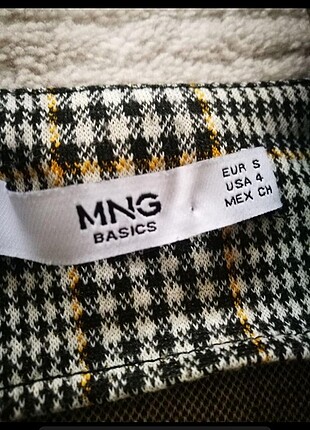 MNG
BASICS
EUR S
USA 4
MEX CH